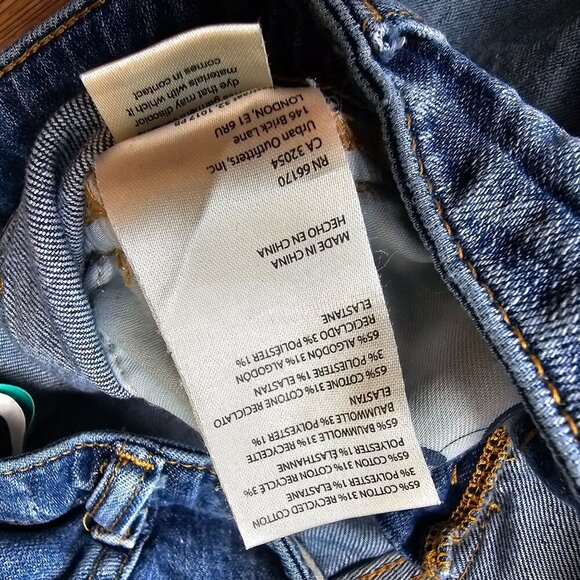 65% COTTON 31% RECYCLED COTTON
3% POLYESTER 1% ELASTANE
65% COTON 31% COTON RECYCLÉ 3%
POLYESTER 1% ELASTHANNE
65% BAUMWOLLE 31% RECYCELTE
BAUMWOLLE 3% POLYESTER 1%
ELASTAN
65% COTONE 31% COTONE RICICLATO
3% POLIESTERE 1% ELASTAN
65% ALGODÓN 31% ALGODÓN
RECICLADO 3% POLIÉSTER 1%
ELASTANE
MADE IN CHINA
HECHO EN CHINA
RN 66170
CA 32054
Urban Outfitters, Inc.
146 Brick Lane
LONDON, E1 6RU
dye that may discolor
materials with which it
comes in contact